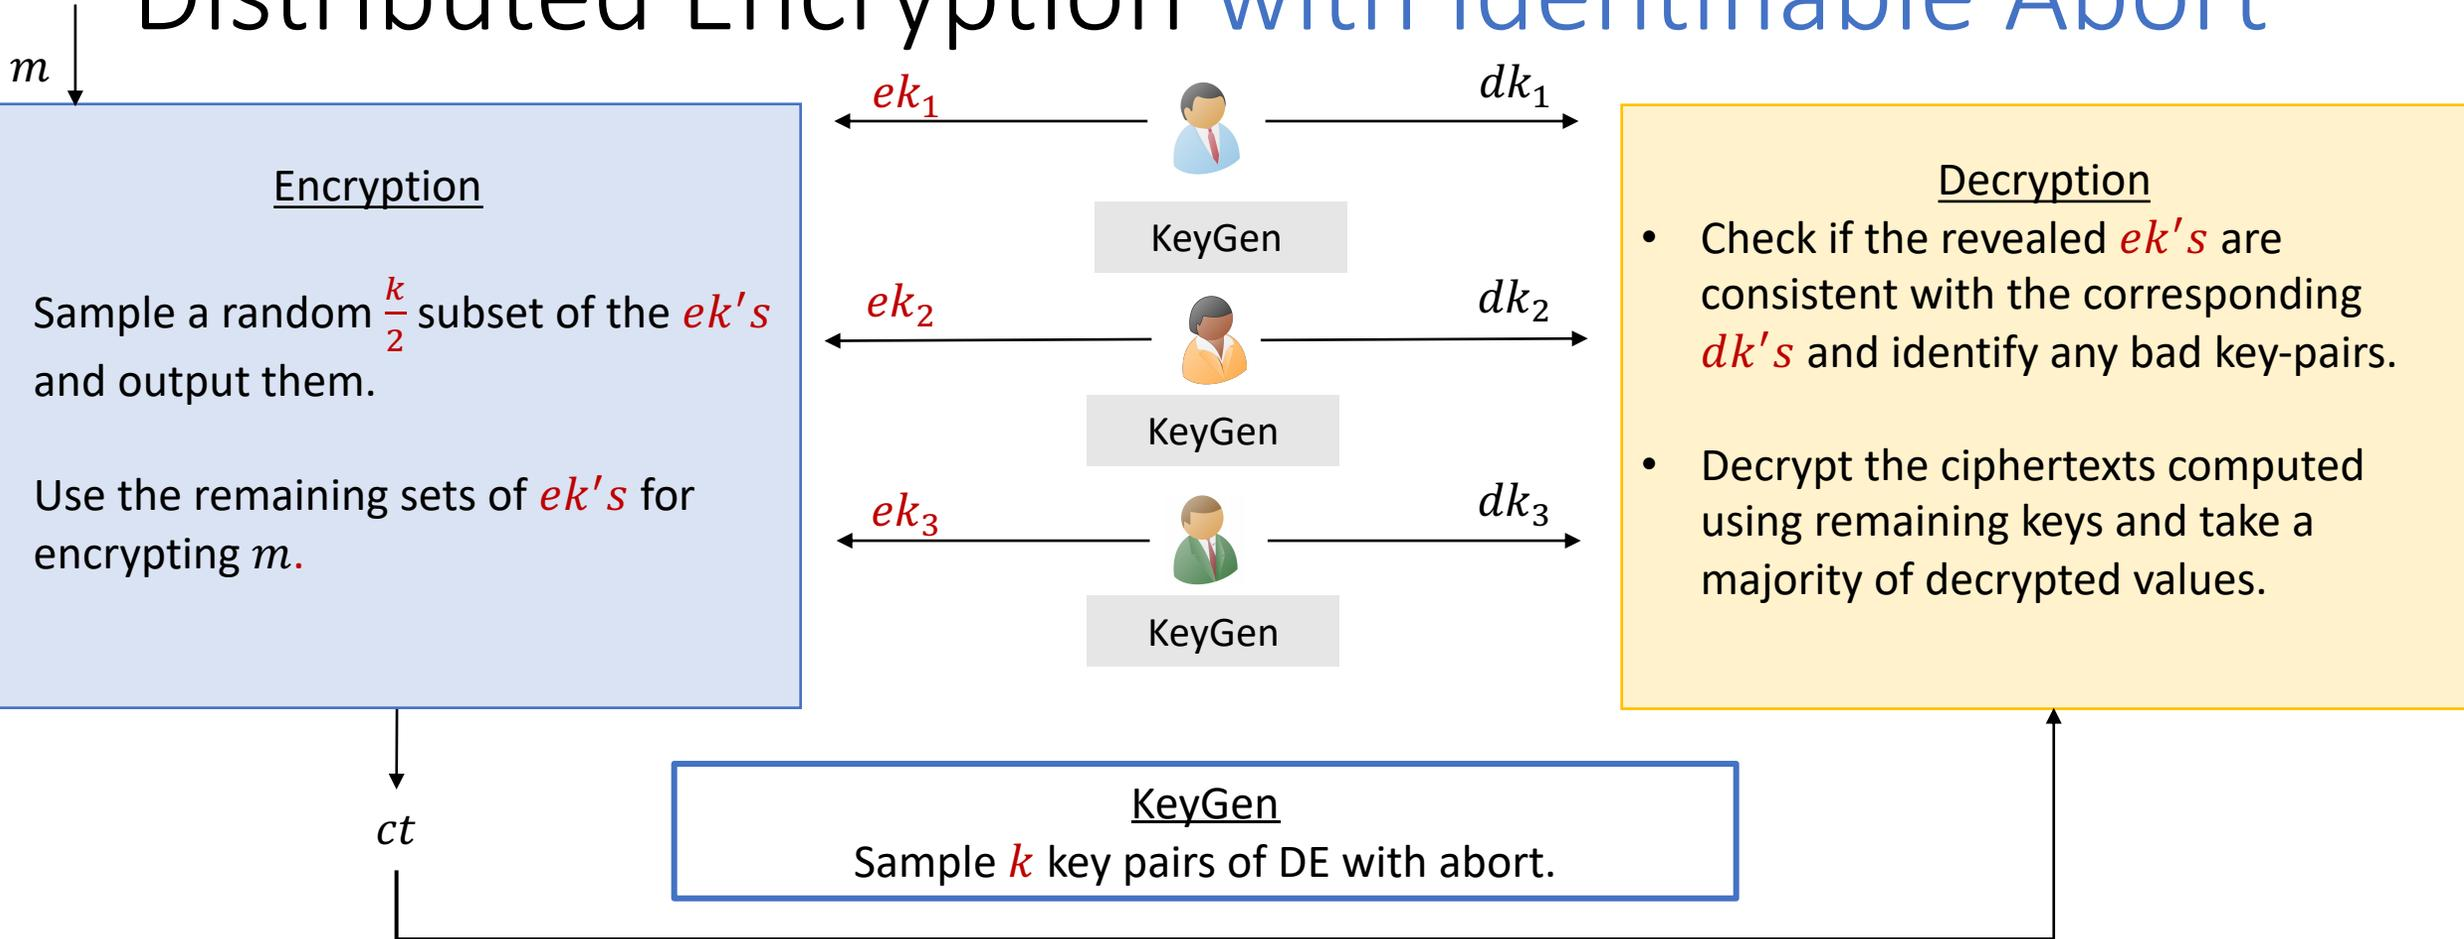 Distributed Encryption with Identifiable Abort
m
ek₁
dk₁
Encryption
Sample a random k/2 subset of the ek's
and output them.
Use the remaining sets of ek's for
encrypting m.
KeyGen
ek₂
dk₂
KeyGen
ek₃
dk₃
KeyGen
Decryption
• Check if the revealed ek's are
consistent with the corresponding
dk's and identify any bad key-pairs.
• Decrypt the ciphertexts computed
using remaining keys and take a
majority of decrypted values.
ct
KeyGen
Sample k key pairs of DE with abort.